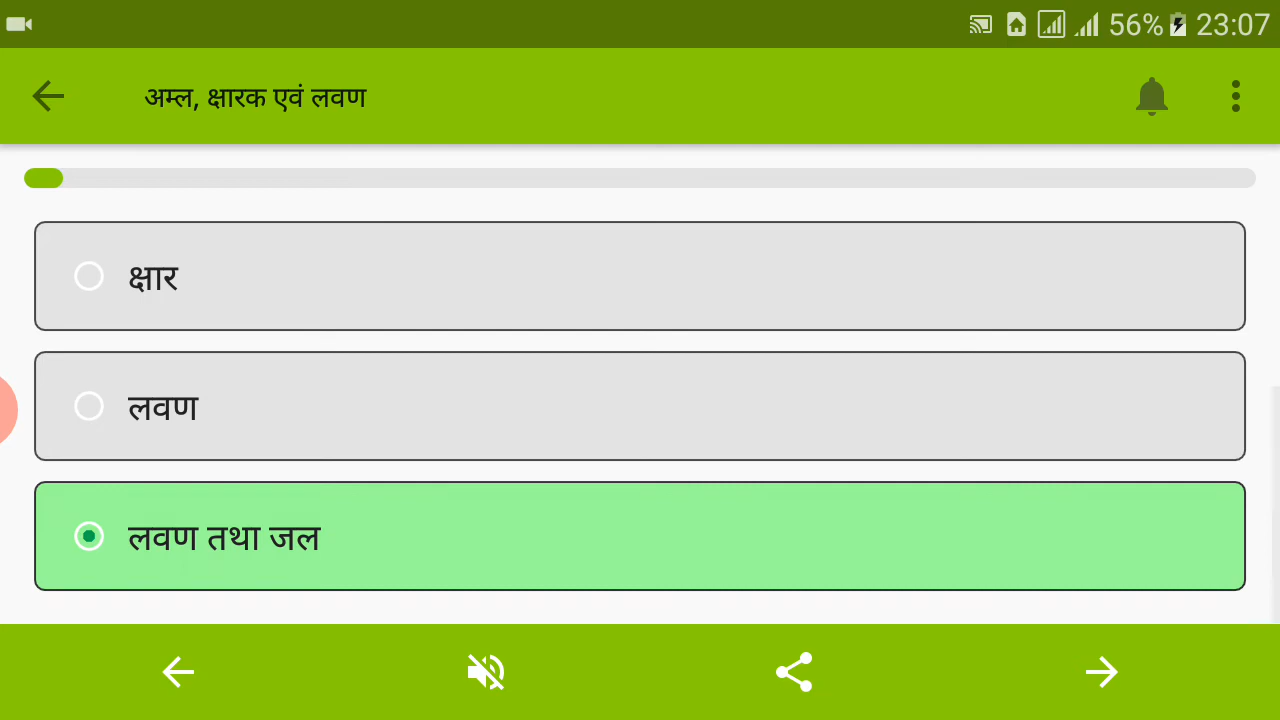 56% 23:07
अम्ल, क्षारक एवं लवण
क्षार
लवण
लवण तथा जल